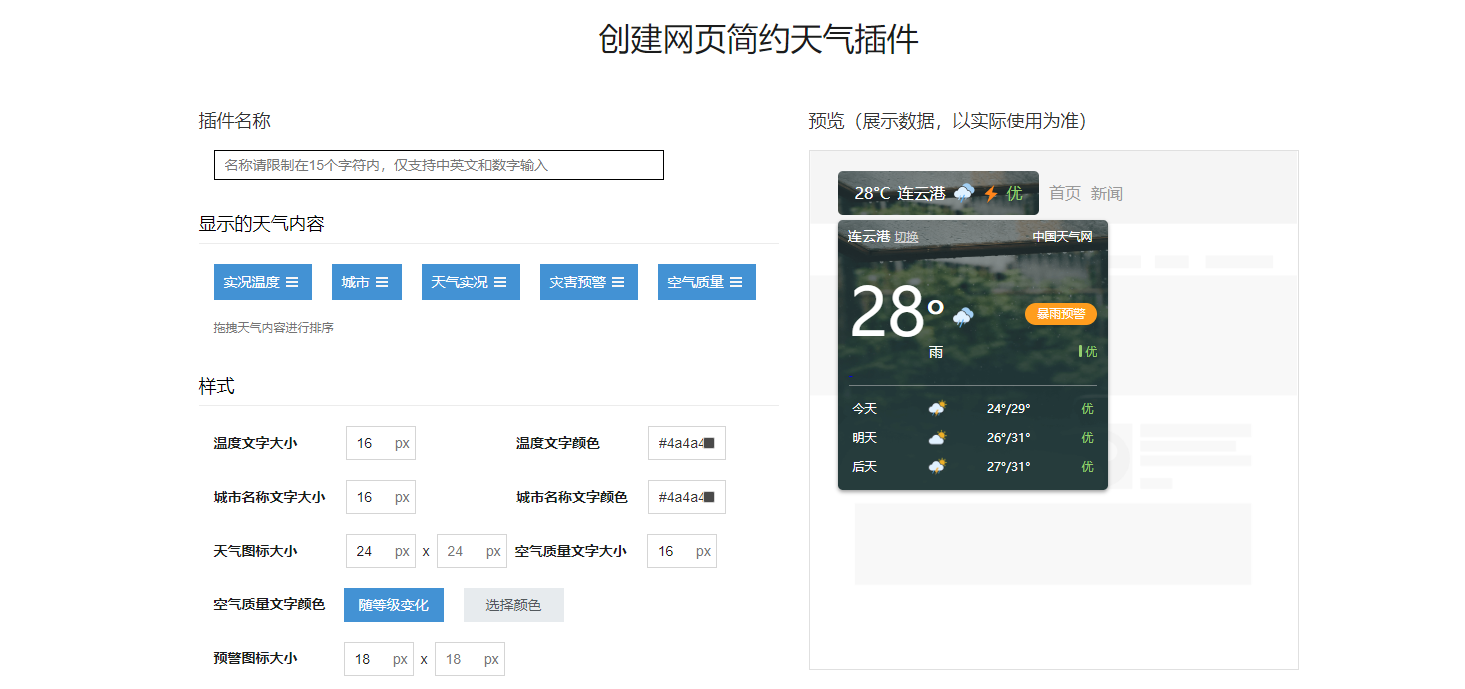 创建网页简约天气插件
插件名称
名称请限制在15个字符内，仅支持中英文和数字输入
显示的天气内容
实况温度 城市 天气实况 灾害预警 空气质量
拖拽天气内容进行排序
样式
温度文字大小 16 px 温度文字颜色 #4a4a4
城市名称文字大小 16 px 城市名称文字颜色 #4a4a4
天气图标大小 24 px x 24 px 空气质量文字大小 16 px
空气质量文字颜色 随等级变化 选择颜色
预警图标大小 18 px x 18 px
预览（展示数据，以实际使用为准）
28°C 连云港 优 首页 新闻
连云港 切换 中国天气网
28° 暴雨预警
雨 优
今天 24°/29° 优
明天 26°/31° 优
后天 27°/31° 优